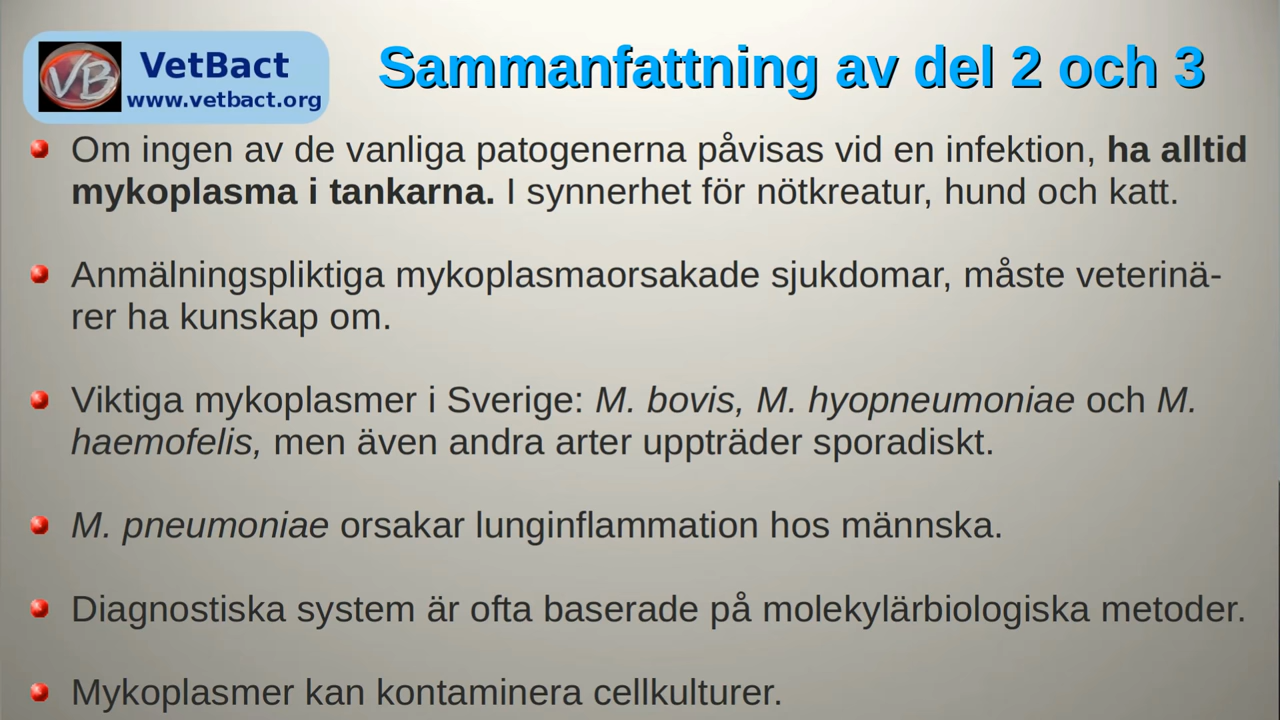 VB
VetBact
www.vetbact.org
Sammanfattning av del 2 och 3
Om ingen av de vanliga patogenerna påvisas vid en infektion, ha alltid
mykoplasma i tankarna. I synnerhet för nötkreatur, hund och katt.
Anmälningspliktiga mykoplasmaorsakade sjukdomar, måste veterinä-
rer ha kunskap om.
Viktiga mykoplasmer i Sverige: M. bovis, M. hyopneumoniae och M.
haemofelis, men även andra arter uppträder sporadiskt.
M. pneumoniae orsakar lunginflammation hos männska.
Diagnostiska system är ofta baserade på molekylärbiologiska metoder.
Mykoplasmer kan kontaminera cellkulturer.